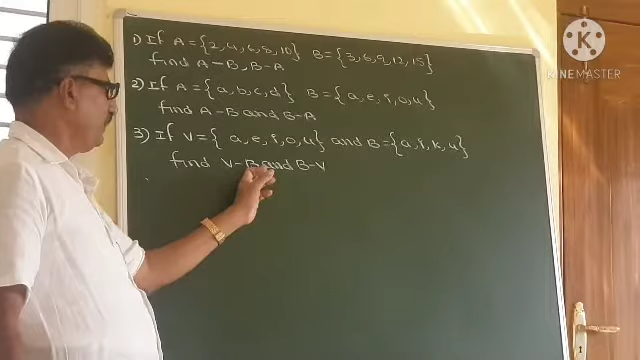 1) If A = {2, 4, 6, 8, 10} B = {3, 6, 9, 12, 15}
find A - B, B - A
2) If A = {a, b, c, d} B = {a, e, i, o, u}
find A - B and B - A
3) If V = { a, e, i, o, u} and B = {a, i, k, u}
find V - B and B - V
KINEMASTER